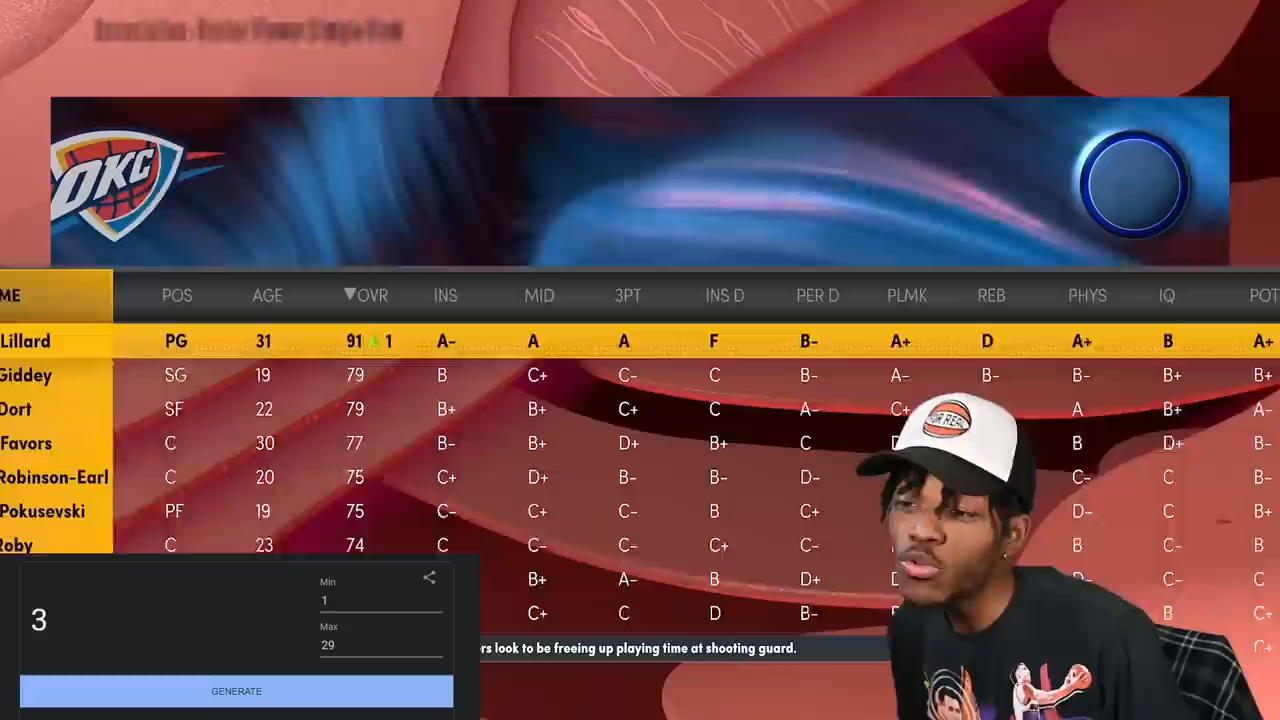 OKC
ME POS AGE ▼OVR INS MID 3PT INS D PER D PLMK REB PHYS IQ POT
Lillard PG 31 91 1 A- A A F B- A+ D A+ B A+
Giddey SG 19 79 B C+ C- C B- A- B- B- B+ B+
Dort SF 22 79 B+ B+ C+ C A- C+ A B+ A-
Favors C 30 77 B- B+ D+ B+ C B D+ B-
Robinson-Earl C 20 75 C+ D+ B- B- D- C- C B-
Pokusevski PF 19 75 C- C+ C- B C+ D- C B+
Roby C 23 74 C C- C- C+ C- B C- B
B+ A- B D+ D- C- C
C+ C D B- B C+
ers look to be freeing up playing time at shooting guard.
C+
Min
1
3
Max
29
GENERATE